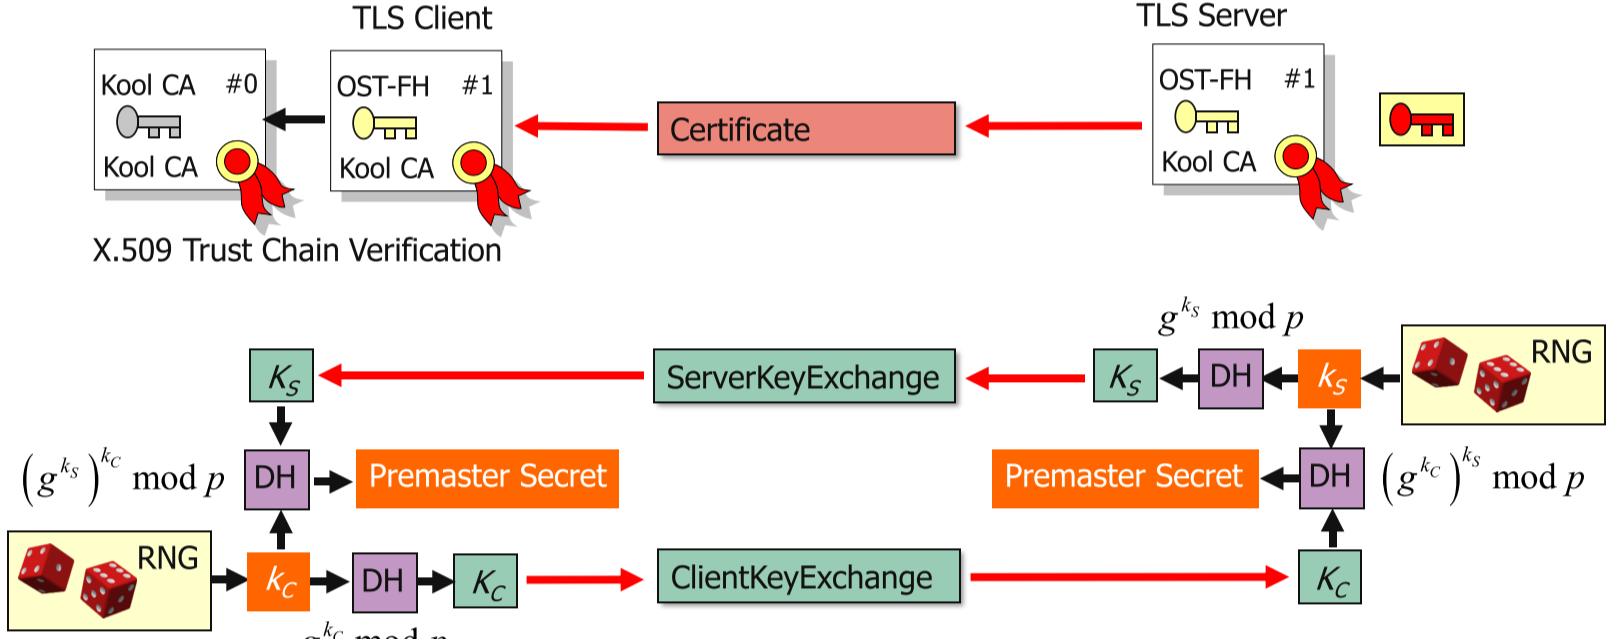 TLS Client
TLS Server
Kool CA #0
Kool CA
OST-FH #1
Kool CA
Certificate
OST-FH #1
Kool CA
X.509 Trust Chain Verification
g^{k_S} mod p
K_S
ServerKeyExchange
K_S
DH
k_S
RNG
(g^{k_S})^{k_C} mod p
DH
Premaster Secret
Premaster Secret
DH
(g^{k_C})^{k_S} mod p
RNG
k_C
DH
K_C
ClientKeyExchange
K_C
g^{k_C} mod p